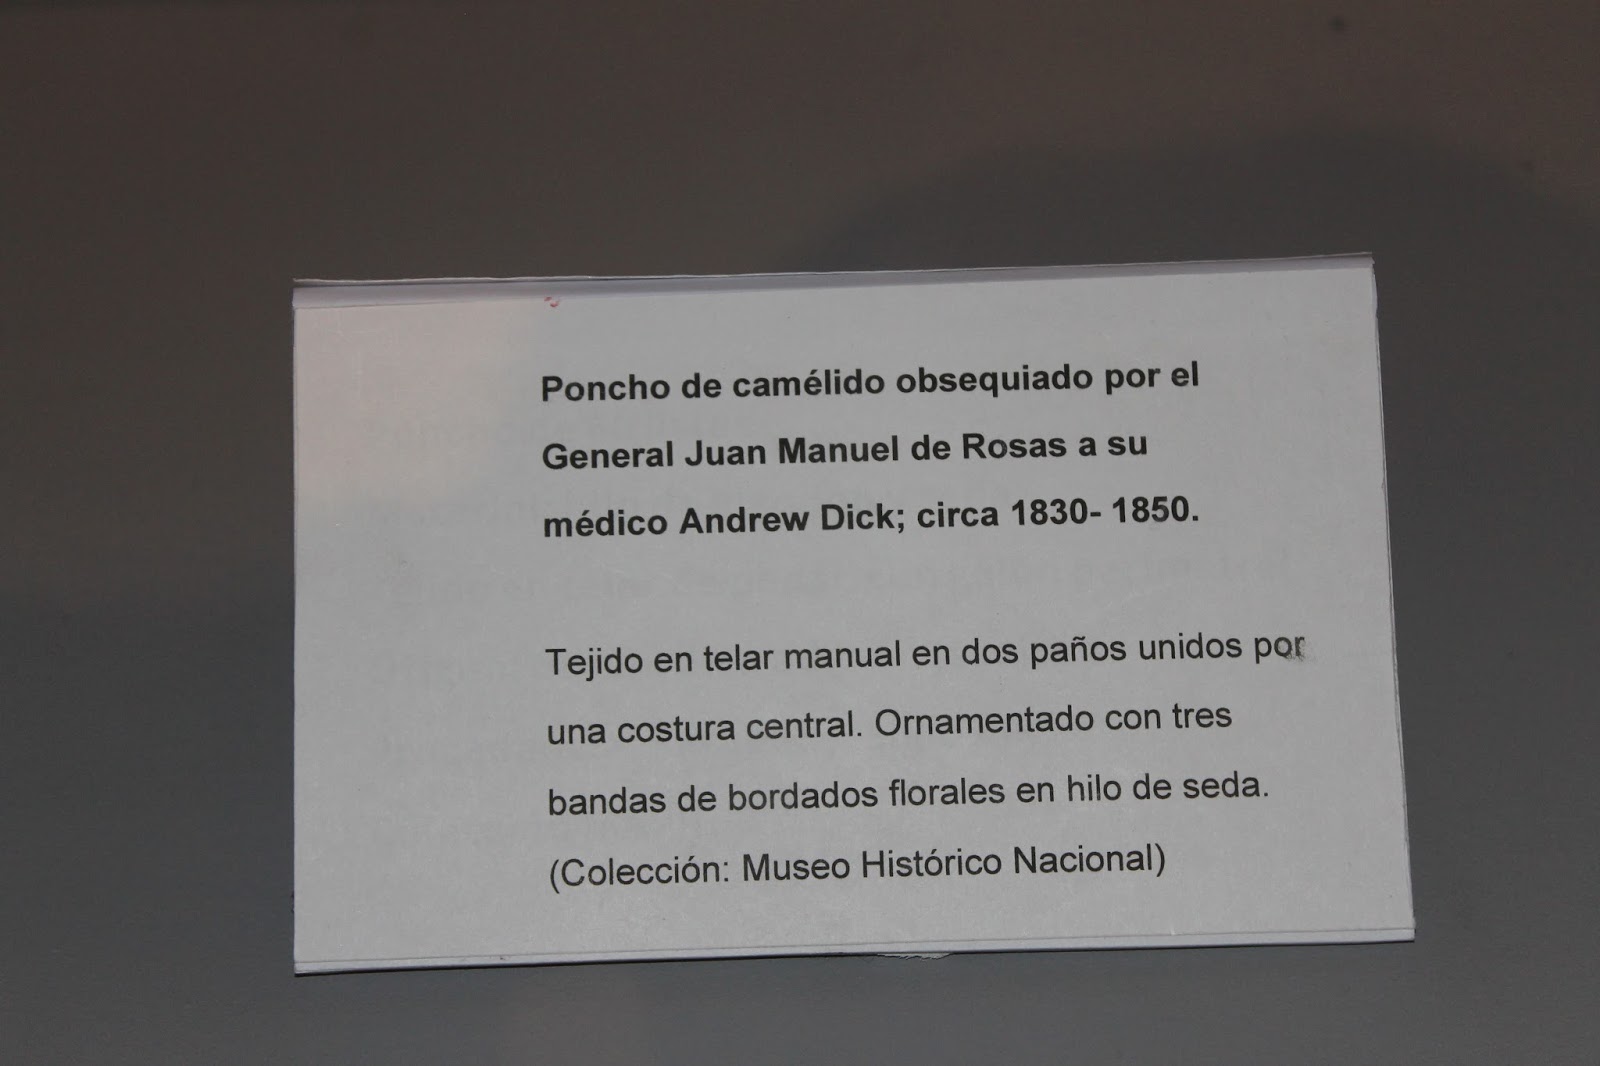 Poncho de camélido obsequiado por el
General Juan Manuel de Rosas a su
médico Andrew Dick; circa 1830- 1850.
Tejido en telar manual en dos paños unidos por
una costura central. Ornamentado con tres
bandas de bordados florales en hilo de seda.
(Colección: Museo Histórico Nacional)